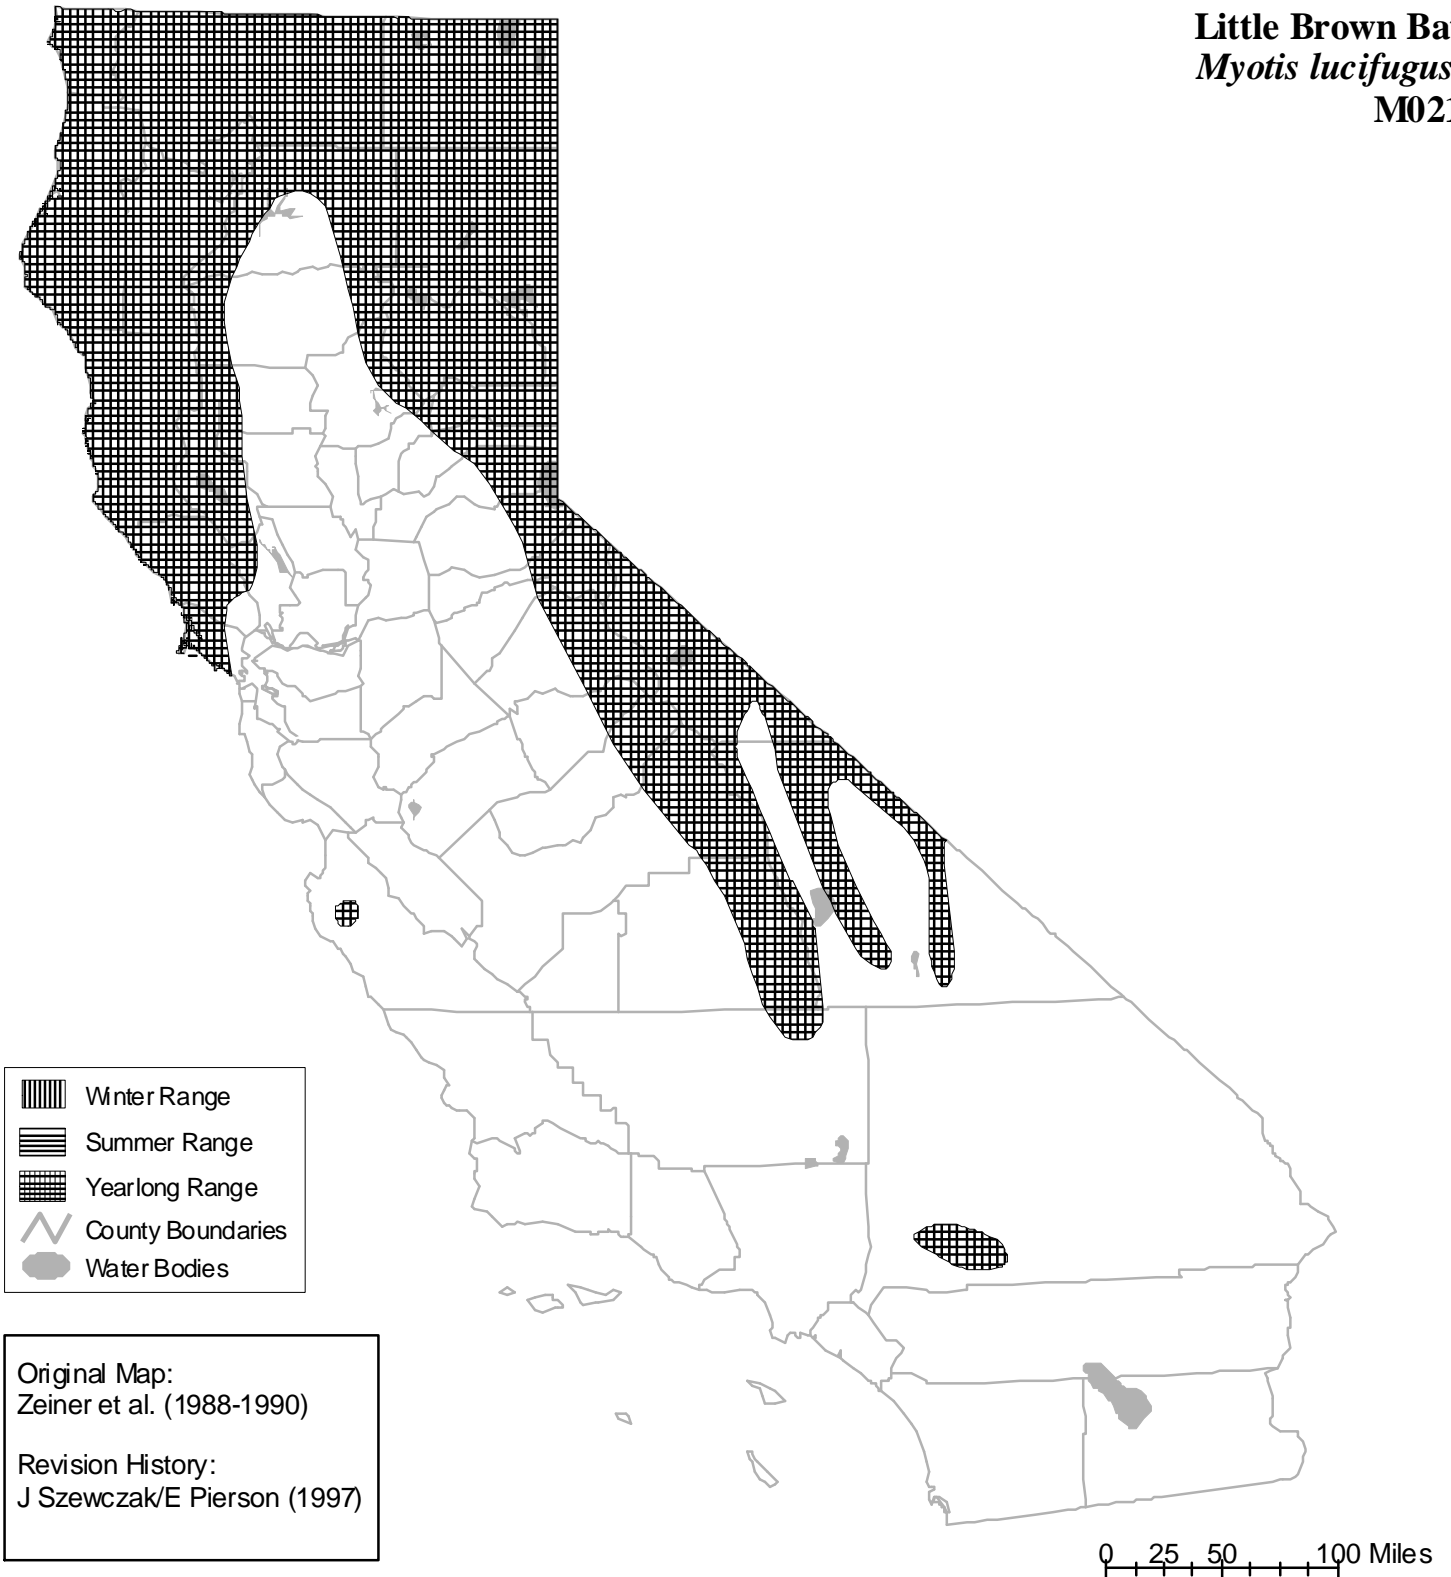 Little Brown Ba
Myotis lucifugus
M021
Winter Range
Summer Range
Yearlong Range
County Boundaries
Water Bodies
Original Map:
Zeiner et al. (1988-1990)
Revision History:
J Szewczak/E Pierson (1997)
0 25 50 100 Miles